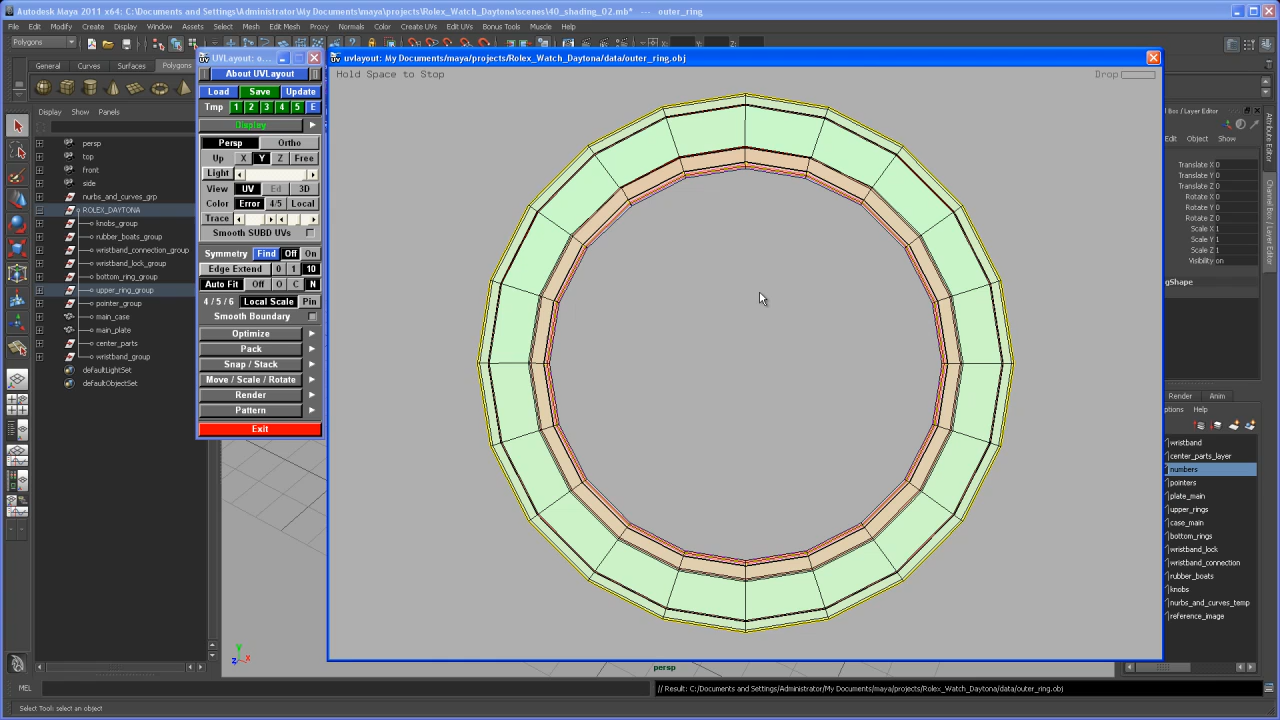 Autodesk Maya 2011 x64: C:\Documents and Settings\Administrator\My Documents\maya\projects\Rolex_Watch_Daytona\scenes\40_shading_02.mb* --- outer_ring
File Edit Modify Create Display Window Assets Select Mesh Edit Mesh Proxy Normals Color Create UVs Edit UVs Bonus Tools Muscle Help
Polygons
General Curves Surfaces Polygons
Display Show Panels
persp
top
front
side
nurbs_and_curves_grp
ROLEX_DAYTONA
knobs_group
rubber_boats_group
wristband_connection_group
wristband_lock_group
bottom_ring_group
upper_ring_group
pointer_group
main_case
main_plate
center_parts
wristband_group
defaultLightSet
defaultObjectSet
UVLayout: o...
About UVLayout
Load Save Update
Tmp 1 2 3 4 5 E
Display
Persp Ortho
Up X Y Z Free
Light
View UV Ed 3D
Color Error 4/5 Local
Trace
Smooth SUBD UVs
Symmetry Find Off On
Edge Extend 0 1 10
Auto Fit Off O C N
4 / 5 / 6 Local Scale Pin
Smooth Boundary
Optimize
Pack
Snap / Stack
Move / Scale / Rotate
Render
Pattern
Exit
uvlayout: My Documents/maya/projects/Rolex_Watch_Daytona/data/outer_ring.obj
Hold Space to Stop
Drop
Box / Layer Editor
Edit Object Show
Translate X 0
Translate Y 0
Translate Z 0
Rotate X 0
Rotate Y 0
Rotate Z 0
Scale X 1
Scale Y 1
Scale Z 1
Visibility on
ngShape
Attribute Editor
Channel Box / Layer Editor
Render Anim
ptions Help
wristband
center_parts_layer
numbers
pointers
plate_main
upper_rings
case_main
bottom_rings
wristband_lock
wristband_connection
rubber_boats
knobs
nurbs_and_curves_temp
reference_image
Y
Z X
persp
MEL
// Result: C:/Documents and Settings/Administrator/My Documents/maya/projects/Rolex_Watch_Daytona/data/outer_ring.obj
Select Tool: select an object